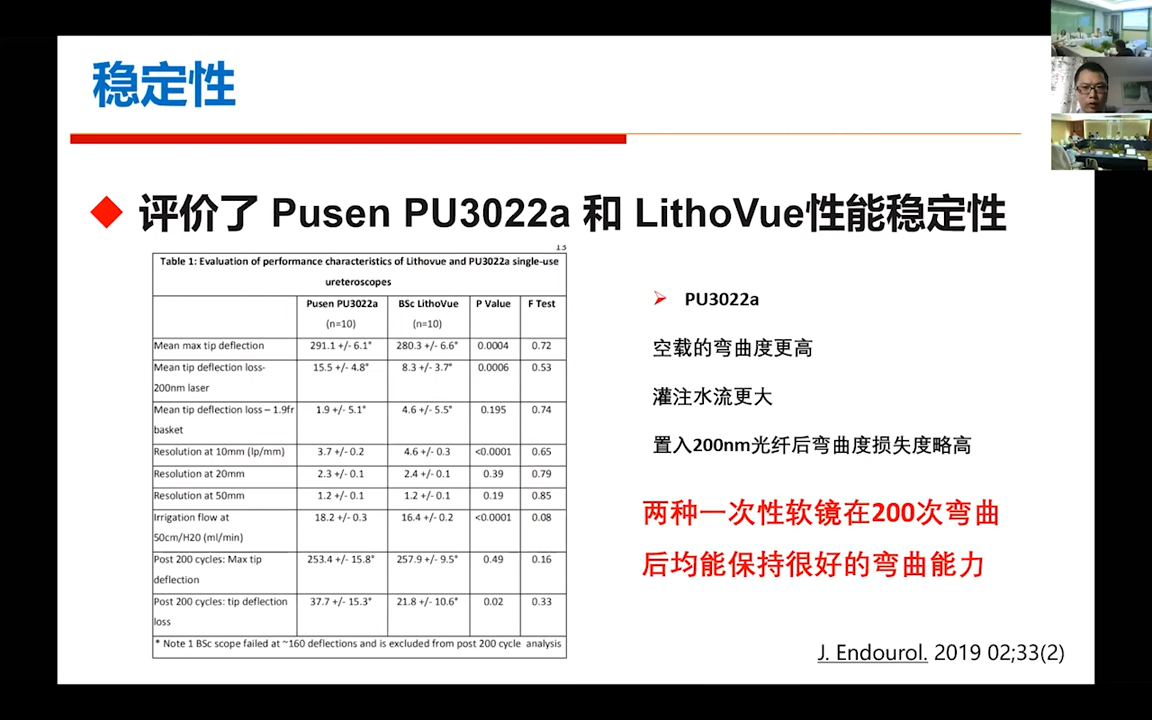 稳定性
评价了 Pusen PU3022a 和 LithoVue性能稳定性
13
Table 1: Evaluation of performance characteristics of Lithovue and PU3022a single-use
ureteroscopes
Pusen PU3022a (n=10) BSc LithoVue (n=10) P Value F Test
Mean max tip deflection 291.1 +/- 6.1° 280.3 +/- 6.6° 0.0004 0.72
Mean tip deflection loss- 15.5 +/- 4.8° 8.3 +/- 3.7° 0.0006 0.53
200nm laser
Mean tip deflection loss – 1.9fr 1.9 +/- 5.1° 4.6 +/- 5.5° 0.195 0.74
basket
Resolution at 10mm (lp/mm) 3.7 +/- 0.2 4.6 +/- 0.3 <0.0001 0.65
Resolution at 20mm 2.3 +/- 0.1 2.4 +/- 0.1 0.39 0.79
Resolution at 50mm 1.2 +/- 0.1 1.2 +/- 0.1 0.19 0.85
Irrigation flow at 18.2 +/- 0.3 16.4 +/- 0.2 <0.0001 0.08
50cm/H20 (ml/min)
Post 200 cycles: Max tip 253.4 +/- 15.8° 257.9 +/- 9.5° 0.49 0.16
deflection
Post 200 cycles: tip deflection 37.7 +/- 15.3° 21.8 +/- 10.6° 0.02 0.33
loss
* Note 1 BSc scope failed at ~160 deflections and is excluded from post 200 cycle analysis
PU3022a
空载的弯曲度更高
灌注水流更大
置入200nm光纤后弯曲度损失度略高
两种一次性软镜在200次弯曲
后均能保持很好的弯曲能力
J. Endourol. 2019 02;33(2)